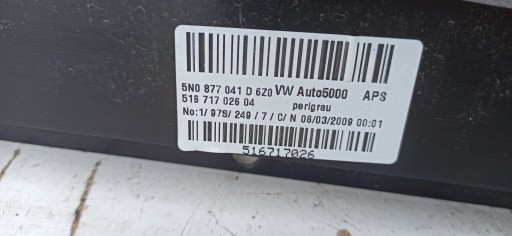 5N0 877 041 D 6Z0 VW Auto5000 APS
516 717 026 04 perlgrau
No:1/ 97S/ 249 / 7 / C/ N 06/03/2009 00:01
516717026